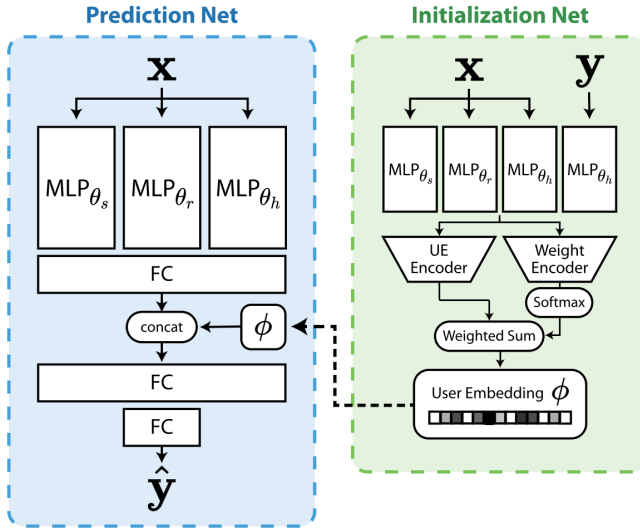 Prediction Net
x
MLPθs MLPθr MLPθh
FC
concat
ϕ
FC
FC
ŷ
Initialization Net
x y
MLPθs MLPθr MLPθh MLPθh
UE
Encoder
Weight
Encoder
Softmax
Weighted Sum
User Embedding ϕ